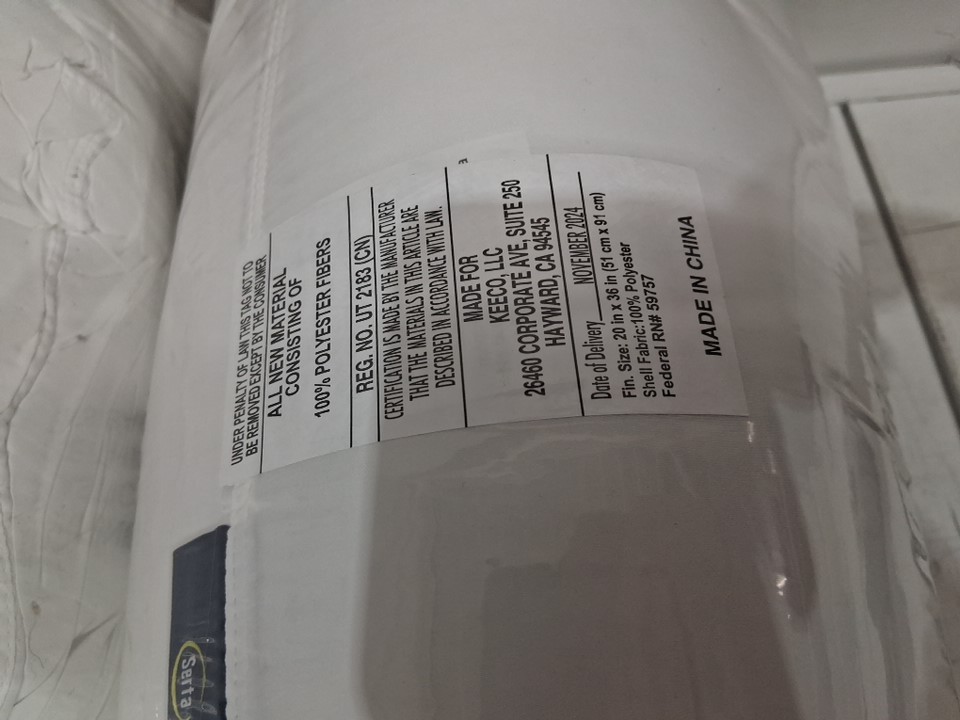 UNDER PENALTY OF LAW THIS TAG NOT TO
BE REMOVED EXCEPT BY THE CONSUMER
ALL NEW MATERIAL
CONSISTING OF
100% POLYESTER FIBERS
REG. NO. UT 2183 (CN)
CERTIFICATION IS MADE BY THE MANUFACTURER
THAT THE MATERIALS IN THIS ARTICLE ARE
DESCRIBED IN ACCORDANCE WITH LAW.
MADE FOR
KEECO, LLC
26460 CORPORATE AVE, SUITE 250
HAYWARD, CA 94545
Date of Delivery NOVEMBER 2024
Fin. Size: 20 in x 36 in (51 cm x 91 cm)
Shell Fabric:100% Polyester
Federal RN# 59757
MADE IN CHINA
Serta